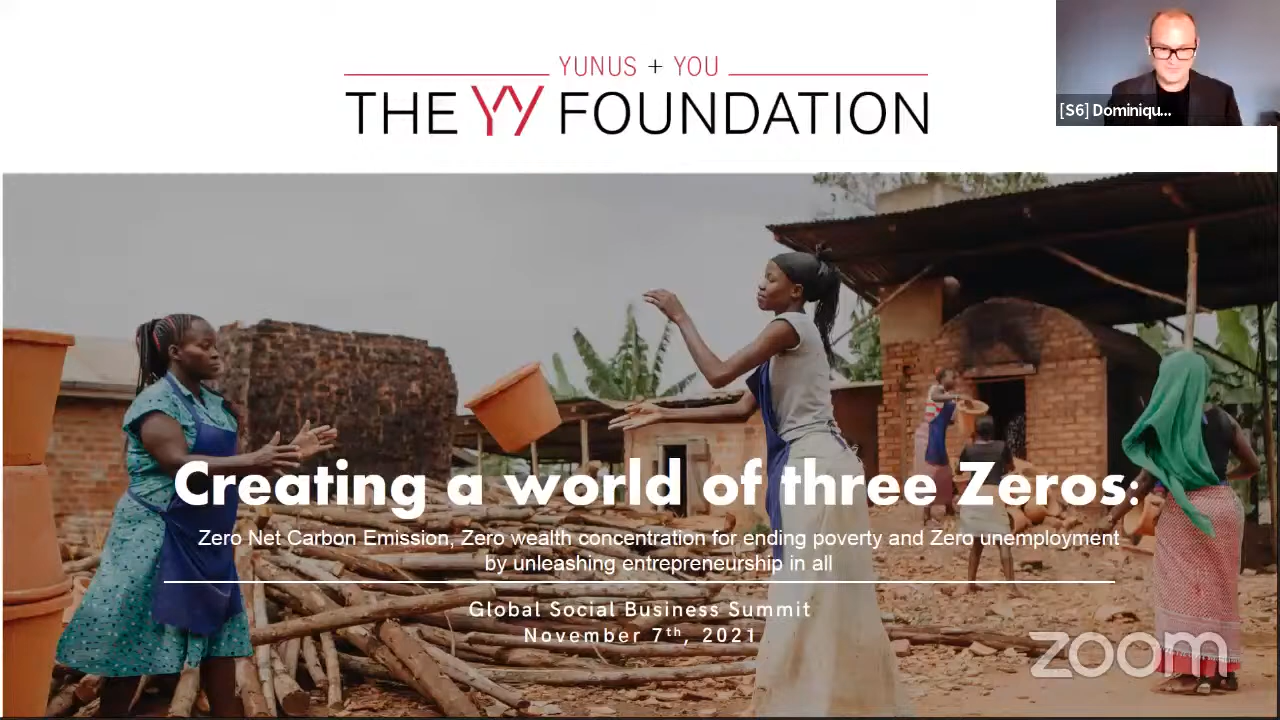 YUNUS + YOU
THE YY FOUNDATION
[S6] Dominiqu...
Creating a world of three Zeros:
Zero Net Carbon Emission, Zero wealth concentration for ending poverty and Zero unemployment
by unleashing entrepreneurship in all
Global Social Business Summit
November 7th, 2021
zoom